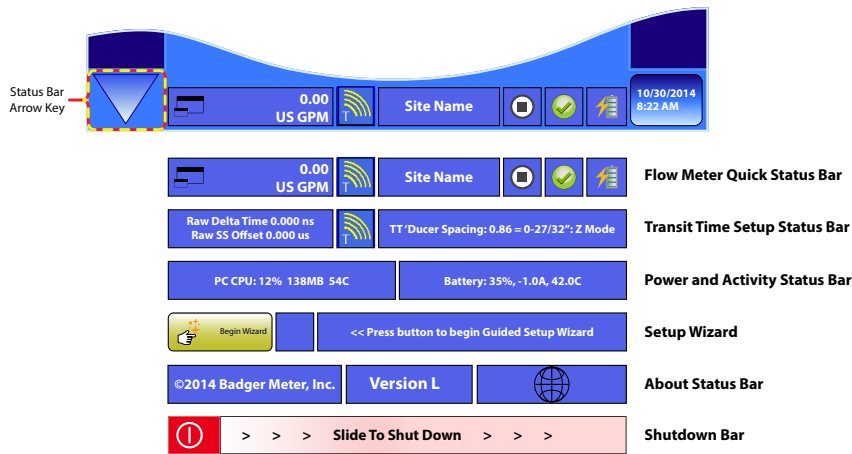 Status Bar
Arrow Key
0.00
US GPM
T
Site Name
10/30/2014
8:22 AM
0.00
US GPM
T
Site Name
Flow Meter Quick Status Bar
Raw Delta Time 0.000 ns
Raw SS Offset 0.000 us
T
TT ‘Ducer Spacing: 0.86 = 0-27/32”: Z Mode
Transit Time Setup Status Bar
PC CPU: 12% 138MB 54C
Battery: 35%, -1.0A, 42.0C
Power and Activity Status Bar
Begin Wizard
<< Press button to begin Guided Setup Wizard
Setup Wizard
©2014 Badger Meter, Inc.
Version L
About Status Bar
> > > Slide To Shut Down > > >
Shutdown Bar